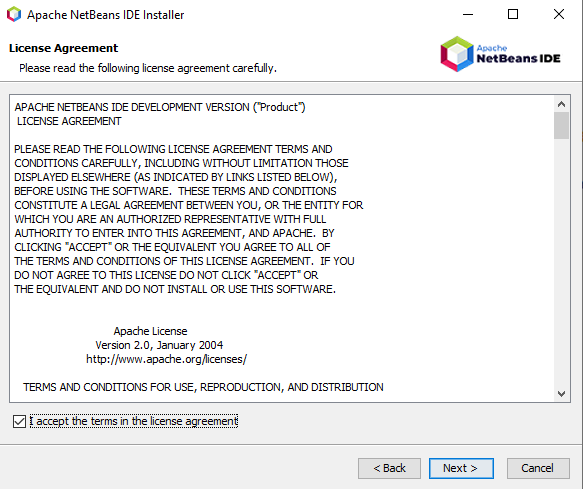 Apache NetBeans IDE Installer
License Agreement
Please read the following license agreement carefully.
Apache
NetBeans IDE
APACHE NETBEANS IDE DEVELOPMENT VERSION ("Product")
LICENSE AGREEMENT
PLEASE READ THE FOLLOWING LICENSE AGREEMENT TERMS AND
CONDITIONS CAREFULLY, INCLUDING WITHOUT LIMITATION THOSE
DISPLAYED ELSEWHERE (AS INDICATED BY LINKS LISTED BELOW),
BEFORE USING THE SOFTWARE.  THESE TERMS AND CONDITIONS
CONSTITUTE A LEGAL AGREEMENT BETWEEN YOU, OR THE ENTITY FOR
WHICH YOU ARE AN AUTHORIZED REPRESENTATIVE WITH FULL
AUTHORITY TO ENTER INTO THIS AGREEMENT, AND APACHE.  BY
CLICKING "ACCEPT" OR THE EQUIVALENT YOU AGREE TO ALL OF
THE TERMS AND CONDITIONS OF THIS LICENSE AGREEMENT.  IF YOU
DO NOT AGREE TO THIS LICENSE DO NOT CLICK "ACCEPT" OR
THE EQUIVALENT AND DO NOT INSTALL OR USE THIS SOFTWARE.
Apache License
Version 2.0, January 2004
http://www.apache.org/licenses/
TERMS AND CONDITIONS FOR USE, REPRODUCTION, AND DISTRIBUTION
I accept the terms in the license agreement
< Back
Next >
Cancel